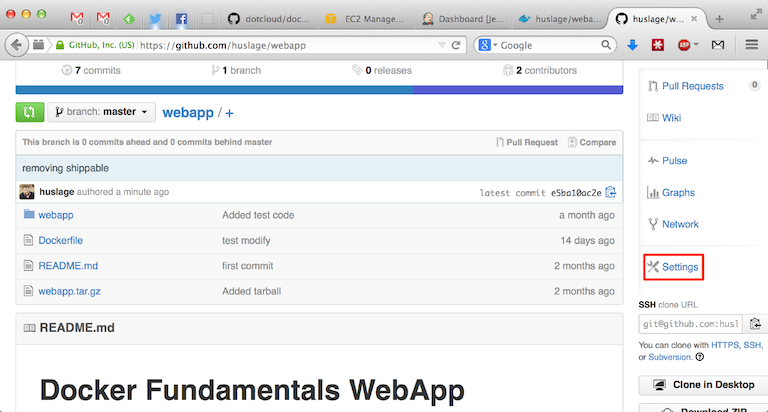 dotcloud/doc...
EC2 Manage...
Dashboard [Je...
huslage/weba...
huslage/w...
GitHub, Inc. (US)
https://github.com/huslage/webapp
Google
ABP
7 commits
1 branch
0 releases
2 contributors
branch: master
webapp / +
This branch is 0 commits ahead and 0 commits behind master
Pull Request
Compare
removing shippable
huslage authored a minute ago
latest commit e5ba10ac2e
webapp
Added test code
a month ago
Dockerfile
test modify
14 days ago
README.md
first commit
2 months ago
webapp.tar.gz
Added tarball
2 months ago
README.md
Docker Fundamentals WebApp
Pull Requests
0
Wiki
Pulse
Graphs
Network
Settings
SSH clone URL
git@github.com:husl
You can clone with HTTPS, SSH,
or Subversion.
Clone in Desktop
Download ZIP